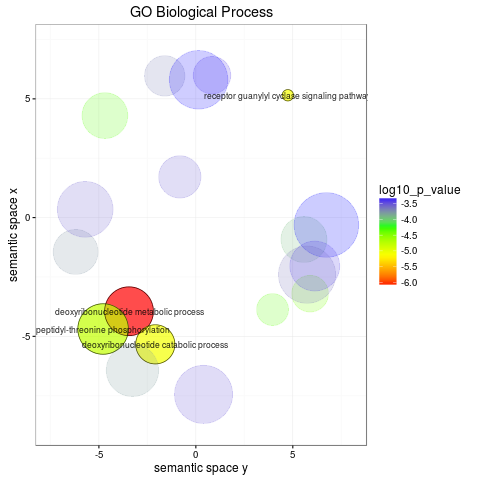 GO Biological Process
receptor guanylyl cyclase signaling pathway
deoxyribonucleotide metabolic process
peptidyl-threonine phosphorylation
deoxyribonucleotide catabolic process
5
0
-5
-5
0
5
semantic space x
semantic space y
log10_p_value
-3.5
-4.0
-4.5
-5.0
-5.5
-6.0